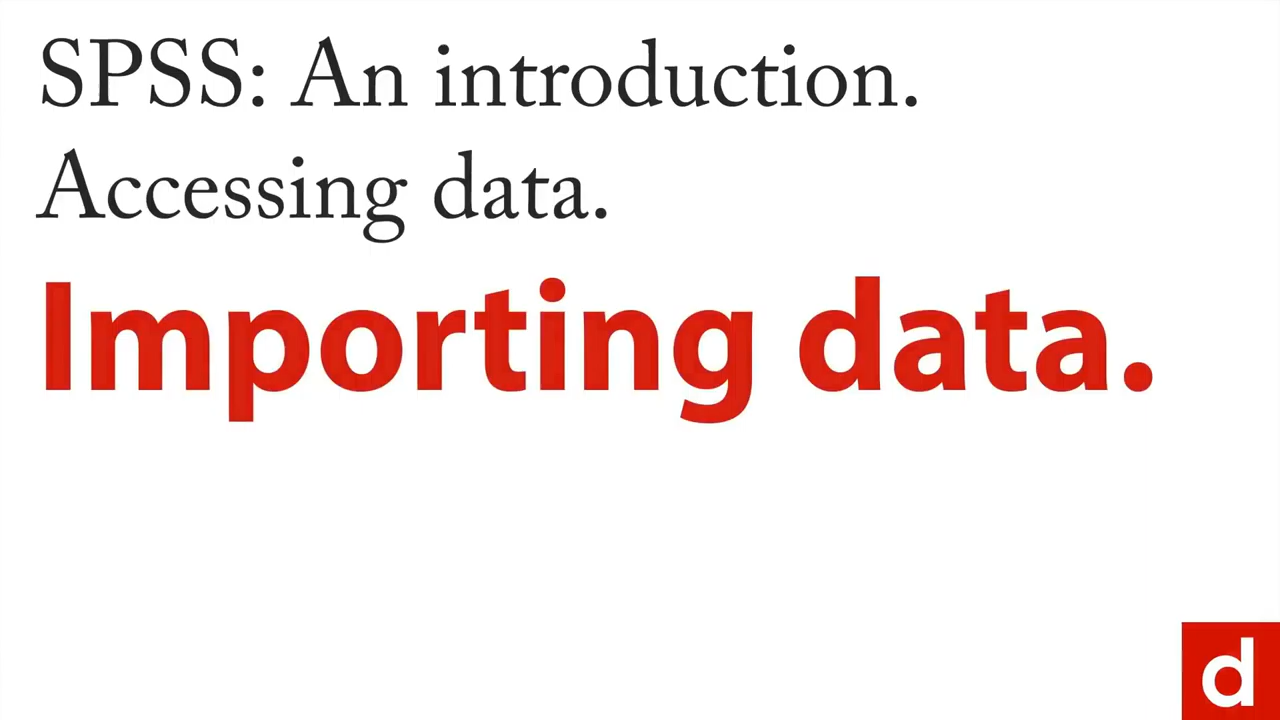 SPSS: An introduction.
Accessing data.
Importing data.
d